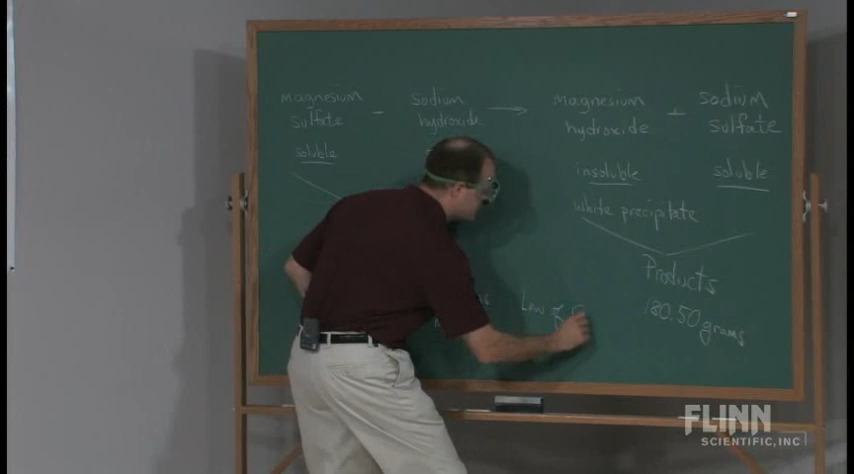 magnesium
sulfate
sodium
hydroxide
magnesium
hydroxide
+
sodium
sulfate
soluble
insoluble
soluble
white precipitate
Products
180.50 grams
Law of
FLINN
SCIENTIFIC, INC